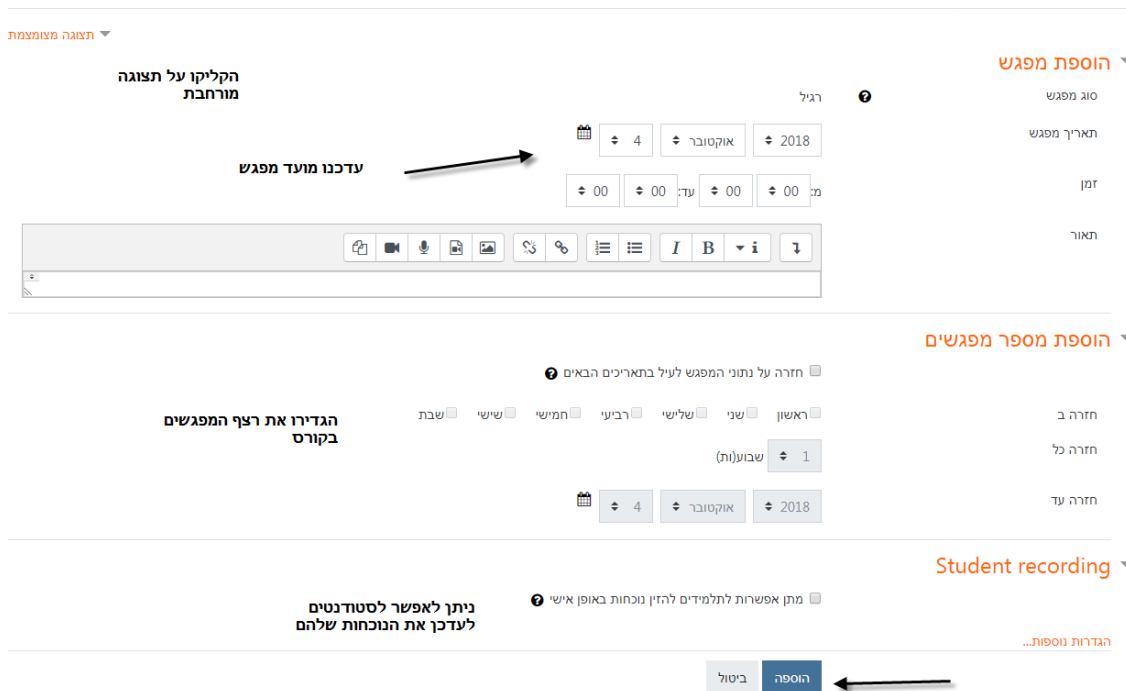 תצוגה מצומצמת
הוספת מפגש
הקליקו על תצוגה
מורחבת
סוג מפגש
רגיל
תאריך מפגש
2018 אוקטובר 4
עדכנו מועד מפגש
זמן
מ: 00 00 עד: 00 00
תאור
i B I
הוספת מספר מפגשים
חזרה על נתוני המפגש לעיל בתאריכים הבאים
חזרה ב
ראשון שני שלישי רביעי חמישי שישי שבת
הגדירו את רצף המפגשים
בקורס
חזרה כל
1 שבוע(ות)
חזרה עד
2018 אוקטובר 4
Student recording
מתן אפשרות לתלמידים להזין נוכחות באופן אישי
ניתן לאפשר לסטודנטים
לעדכן את הנוכחות שלהם
הגדרות נוספות...
הוספה ביטול